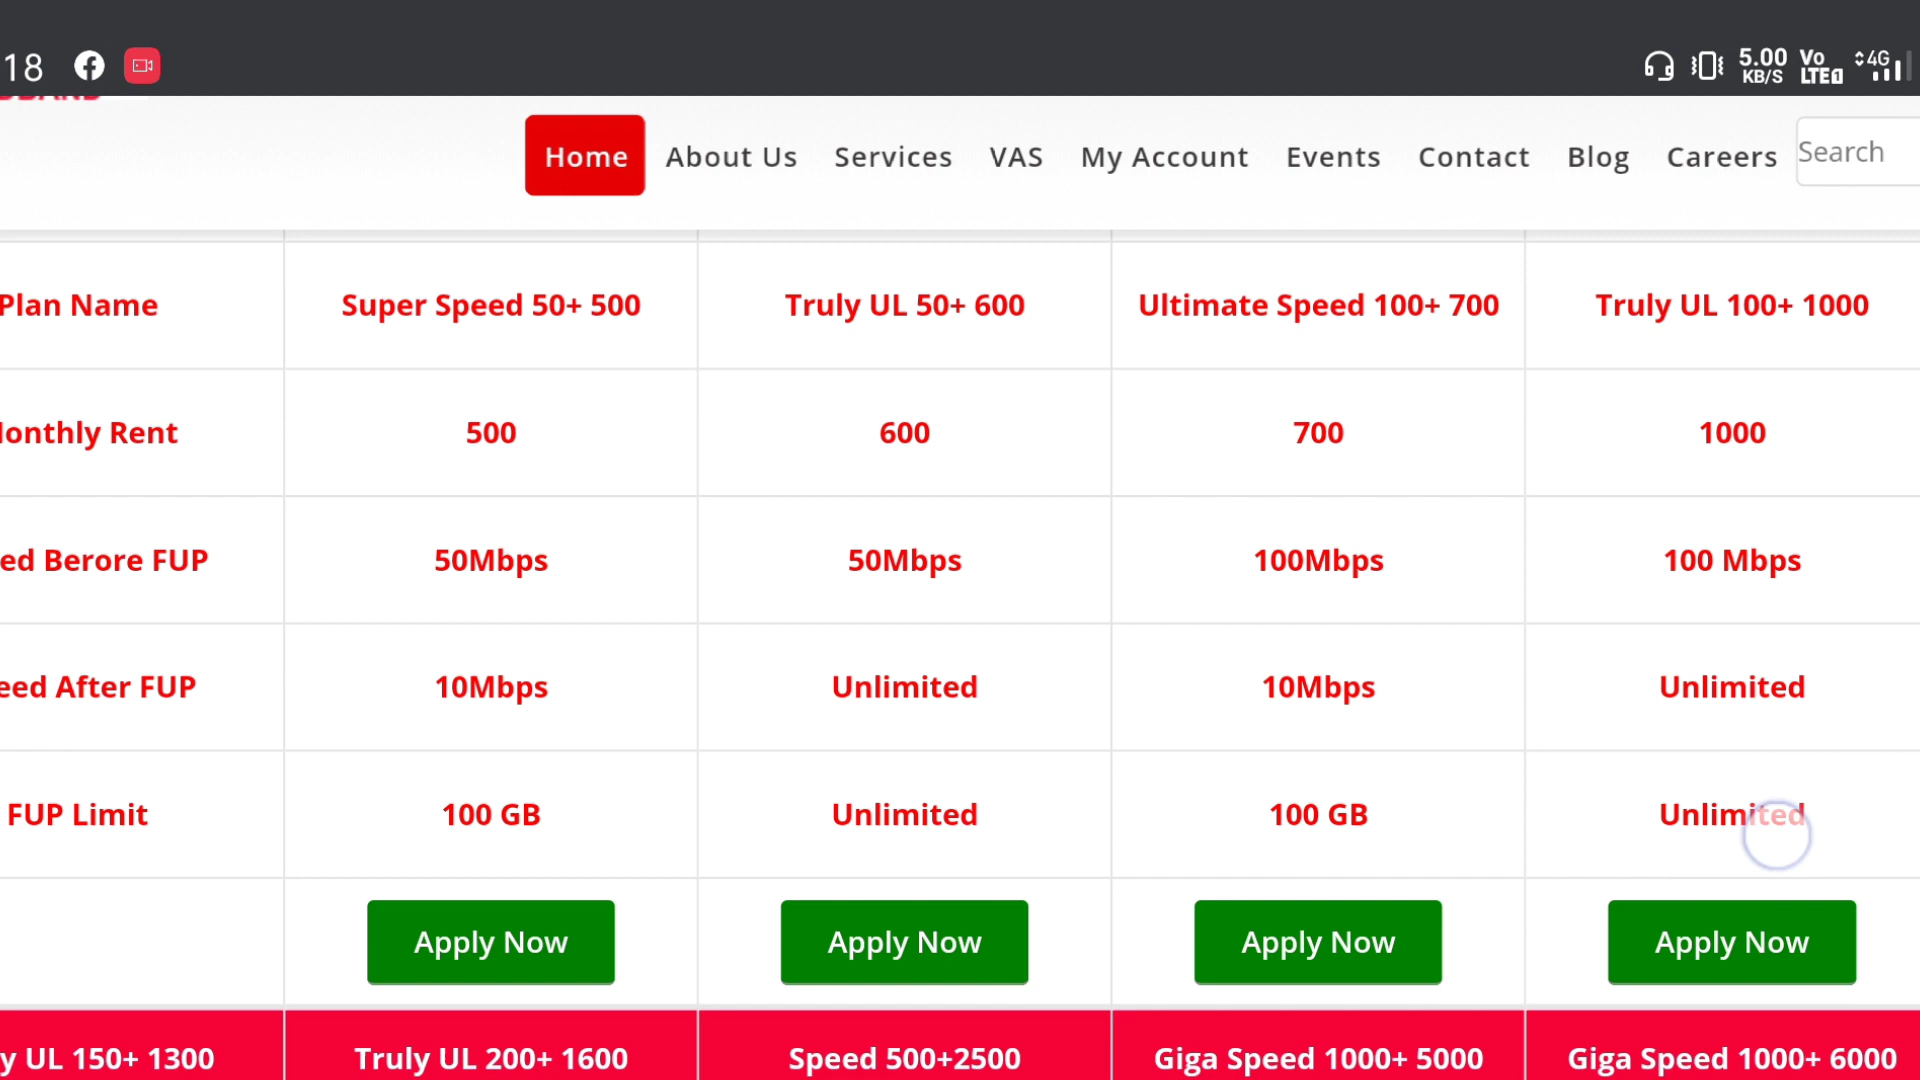 18
5.00 KB/S Vo LTE1 4G
Home About Us Services VAS My Account Events Contact Blog Careers Search
Plan Name Super Speed 50+ 500 Truly UL 50+ 600 Ultimate Speed 100+ 700 Truly UL 100+ 1000
onthly Rent 500 600 700 1000
ed Berore FUP 50Mbps 50Mbps 100Mbps 100 Mbps
eed After FUP 10Mbps Unlimited 10Mbps Unlimited
FUP Limit 100 GB Unlimited 100 GB Unlimited
Apply Now Apply Now Apply Now Apply Now
y UL 150+ 1300 Truly UL 200+ 1600 Speed 500+2500 Giga Speed 1000+ 5000 Giga Speed 1000+ 6000